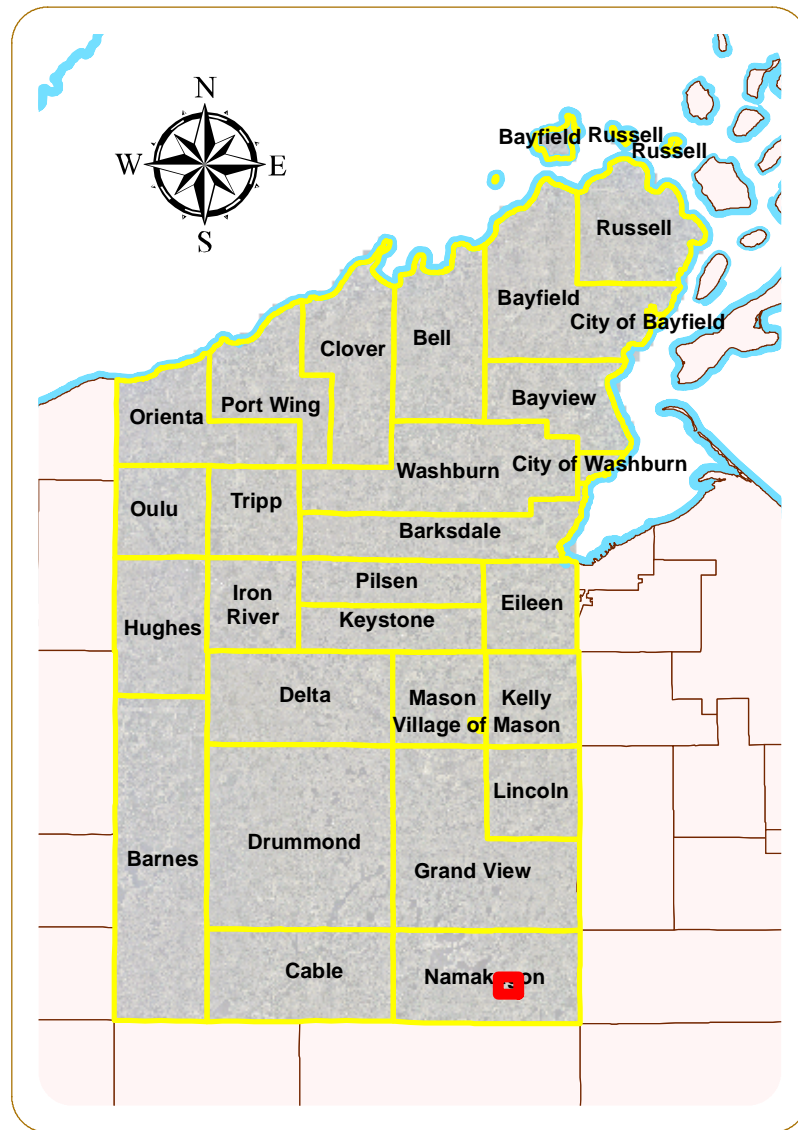 N
W E
S
Bayfield
Russell
Russell
Russell
Bayfield
City of Bayfield
Clover
Bell
Bayview
Orienta
Port Wing
Washburn
City of Washburn
Oulu
Tripp
Barksdale
Pilsen
Iron
River
Eileen
Hughes
Keystone
Delta
Mason
Kelly
Village of Mason
Lincoln
Drummond
Barnes
Grand View
Cable